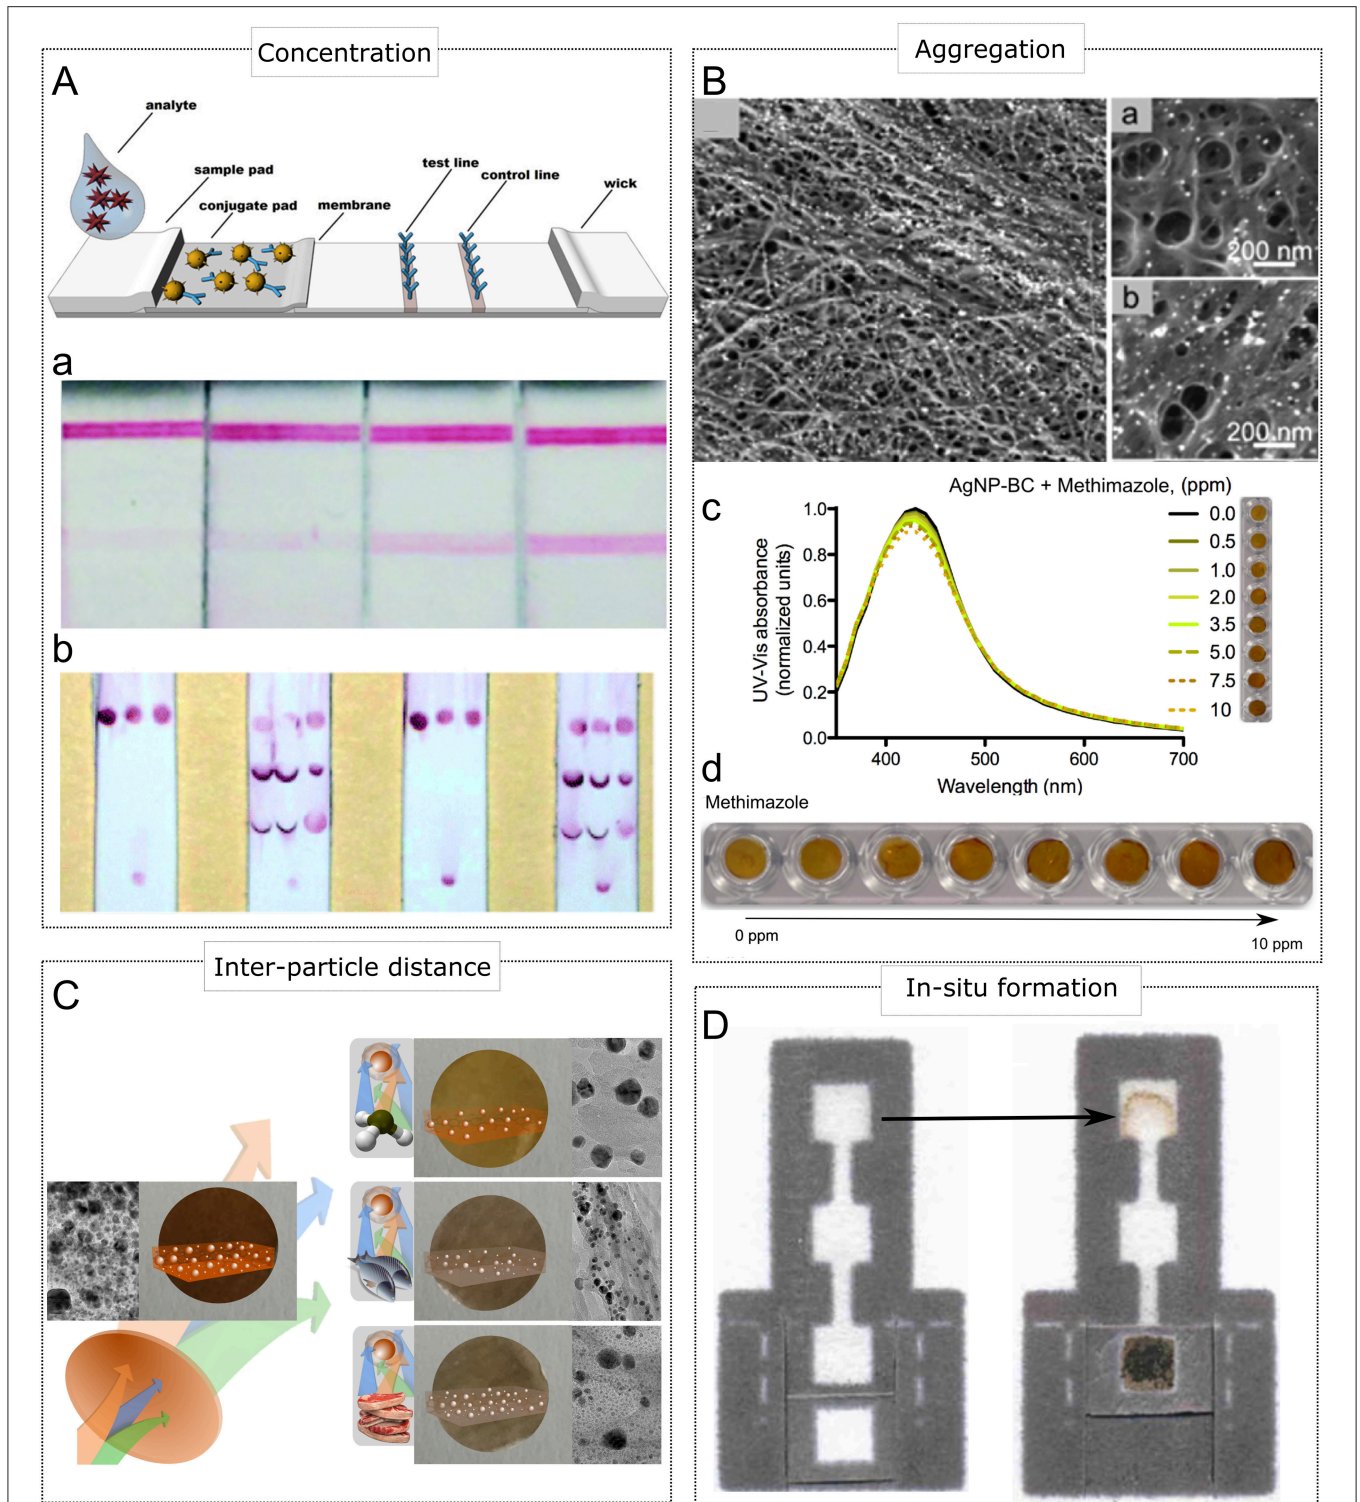 Concentration
A
analyte
sample pad
conjugate pad
membrane
test line
control line
wick
a
b
Aggregation
B
a
200 nm
b
200 nm
c
AgNP-BC + Methimazole, (ppm)
UV-Vis absorbance
(normalized units)
1.0
0.8
0.6
0.4
0.2
0.0
400
500
600
700
Wavelength (nm)
0.0
0.5
1.0
2.0
3.5
5.0
7.5
10
d
Methimazole
0 ppm
10 ppm
Inter-particle distance
C
In-situ formation
D